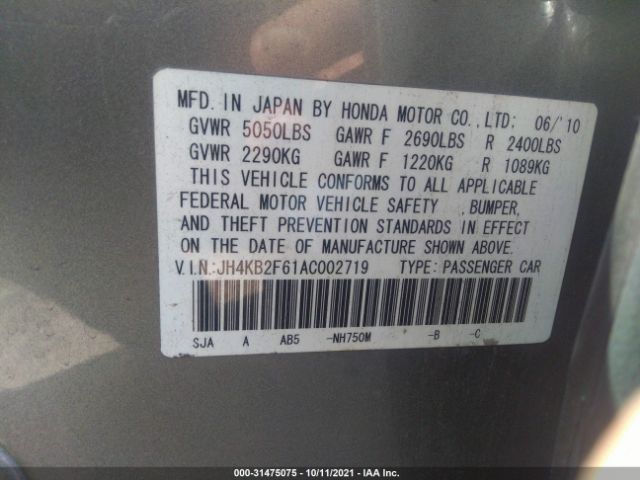 MFD. IN JAPAN BY HONDA MOTOR CO.,LTD: 06/'10
GVWR 5050LBS GAWR F 2690LBS R 2400LBS
GVWR 2290KG GAWR F 1220KG R 1089KG
THIS VEHICLE CONFORMS TO ALL APPLICABLE
FEDERAL MOTOR VEHICLE SAFETY ,BUMPER,
AND THEFT PREVENTION STANDARDS IN EFFECT
ON THE DATE OF MANUFACTURE SHOWN ABOVE.
V.I.N.:JH4KB2F61AC002719 TYPE: PASSENGER CAR
SJA A AB5 -NH750M -B -C
000-31475075 - 10/11/2021 - IAA Inc.